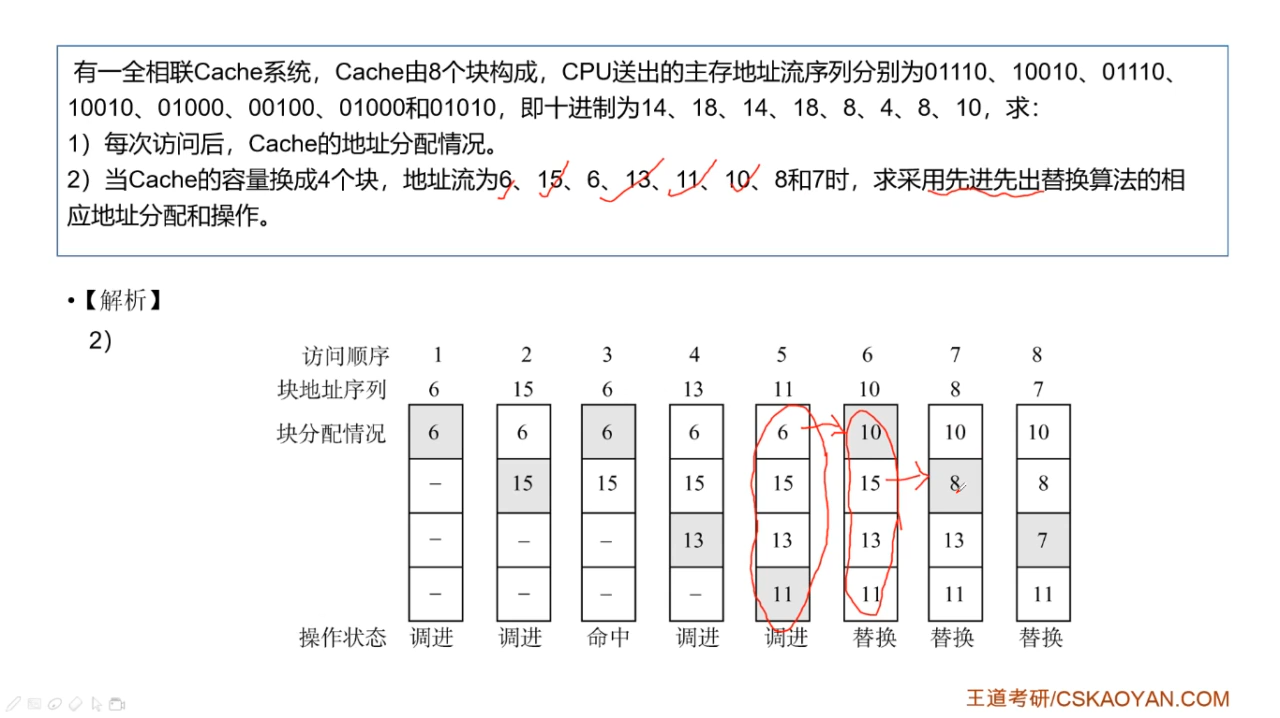 有一全相联Cache系统，Cache由8个块构成，CPU送出的主存地址流序列分别为01110、10010、01110、
10010、01000、00100、01000和01010，即十进制为14、18、14、18、8、4、8、10，求：
1）每次访问后，Cache的地址分配情况。
2）当Cache的容量换成4个块，地址流为6、15、6、13、11、10、8和7时，求采用先进先出替换算法的相
应地址分配和操作。
•【解析】
2）
访问顺序 1 2 3 4 5 6 7 8
块地址序列 6 15 6 13 11 10 8 7
块分配情况 6 6 6 6 6 10 10 10
– 15 15 15 15 15 8 8
– – – 13 13 13 13 7
– – – – 11 11 11 11
操作状态 调进 调进 命中 调进 调进 替换 替换 替换
王道考研/CSKAOYAN.COM